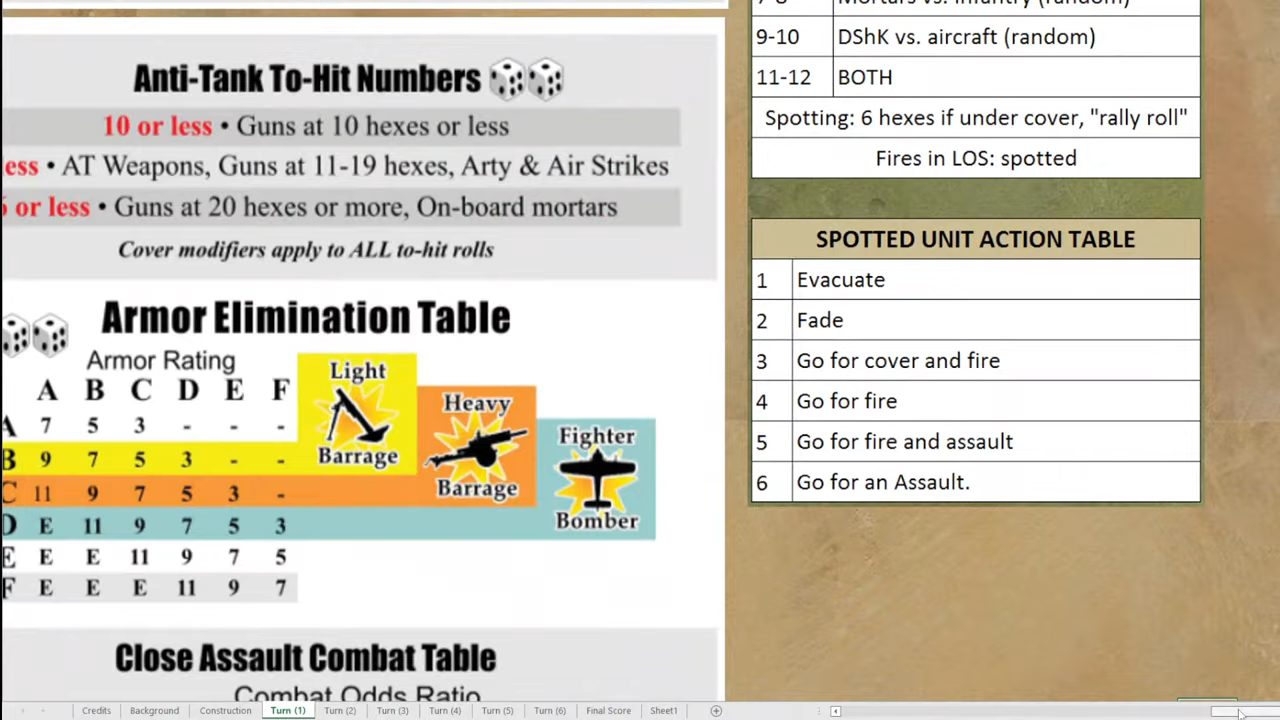 Anti-Tank To-Hit Numbers
10 or less • Guns at 10 hexes or less
ess • AT Weapons, Guns at 11-19 hexes, Arty & Air Strikes
or less • Guns at 20 hexes or more, On-board mortars
Cover modifiers apply to ALL to-hit rolls
Armor Elimination Table
Armor Rating
A B C D E F
A 7 5 3 - - -
B 9 7 5 3 - -
C 11 9 7 5 3 -
D E 11 9 7 5 3
E E E 11 9 7 5
F E E E 11 9 7
Light
Barrage
Heavy
Barrage
Fighter
Bomber
Close Assault Combat Table
Combat Odds Ratio
Mortars vs. Infantry (random)
9-10 DShK vs. aircraft (random)
11-12 BOTH
Spotting: 6 hexes if under cover, "rally roll"
Fires in LOS: spotted
SPOTTED UNIT ACTION TABLE
1 Evacuate
2 Fade
3 Go for cover and fire
4 Go for fire
5 Go for fire and assault
6 Go for an Assault.
Credits Background Construction Turn (1) Turn (2) Turn (3) Turn (4) Turn (5) Turn (6) Final Score Sheet1